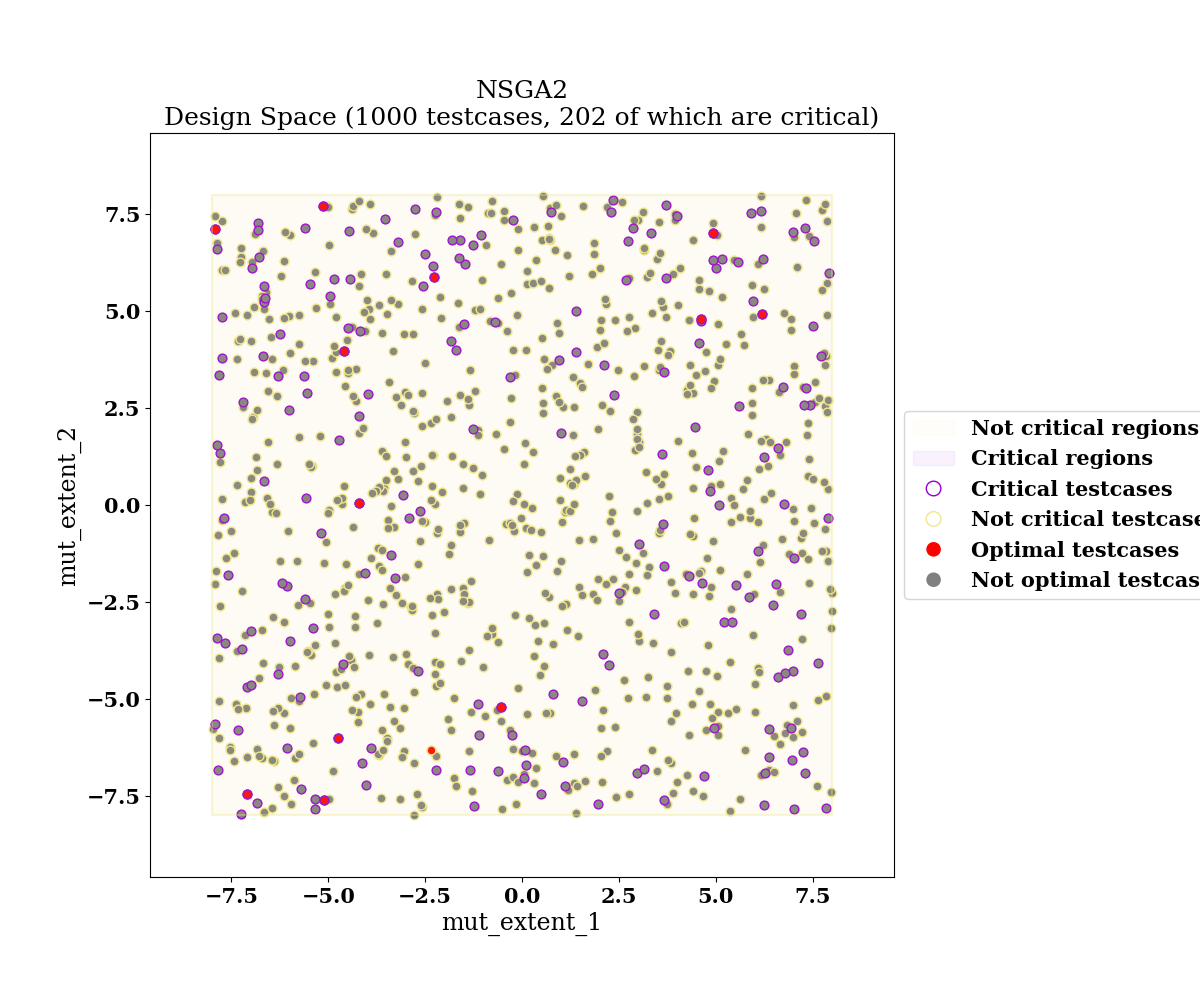 NSGA2
Design Space (1000 testcases, 202 of which are critical)
7.5
5.0
2.5
0.0
−2.5
−5.0
−7.5
mut_extent_2
−7.5
−5.0
−2.5
0.0
2.5
5.0
7.5
mut_extent_1
Not critical regions
Critical regions
Critical testcases
Not critical testcase
Optimal testcases
Not optimal testcas